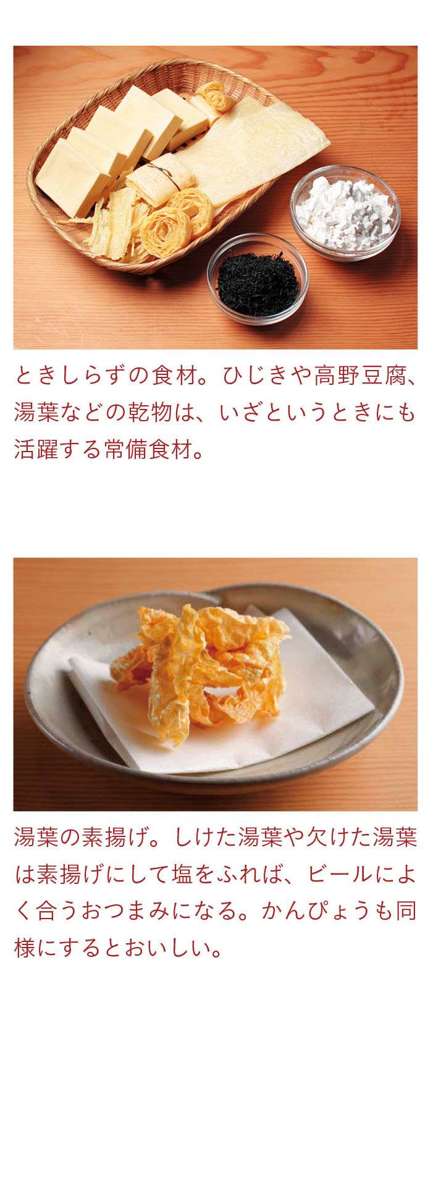 ときしらずの食材。ひじきや高野豆腐、
湯葉などの乾物は、いざというときにも
活躍する常備食材。
湯葉の素揚げ。しけた湯葉や欠けた湯葉
は素揚げにして塩をふれば、ビールによ
く合うおつまみになる。かんぴょうも同
様にするとおいしい。